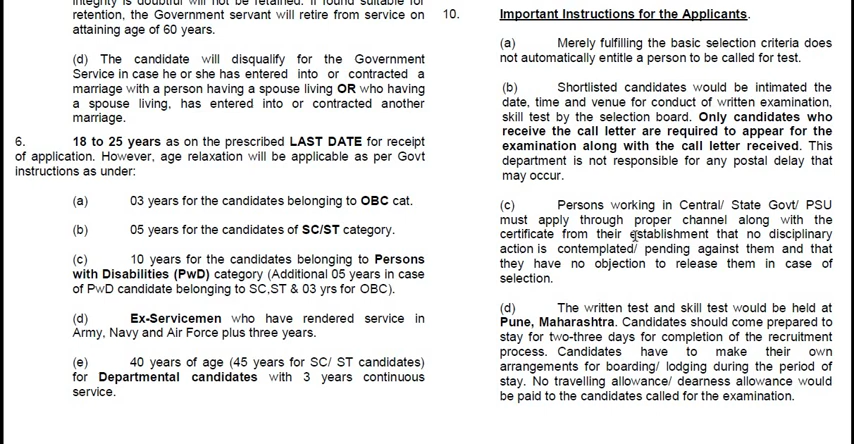 integrity is doubtful will not be retained. If found suitable for
retention, the Government servant will retire from service on
attaining age of 60 years.
(d) The candidate will disqualify for the Government
Service in case he or she has entered into or contracted a
marriage with a person having a spouse living OR who having
a spouse living, has entered into or contracted another
marriage.
6. 18 to 25 years as on the prescribed LAST DATE for receipt
of application. However, age relaxation will be applicable as per Govt
instructions as under:
(a) 03 years for the candidates belonging to OBC cat.
(b) 05 years for the candidates of SC/ST category.
(c) 10 years for the candidates belonging to Persons
with Disabilities (PwD) category (Additional 05 years in case
of PwD candidate belonging to SC,ST & 03 yrs for OBC).
(d) Ex-Servicemen who have rendered service in
Army, Navy and Air Force plus three years.
(e) 40 years of age (45 years for SC/ ST candidates)
for Departmental candidates with 3 years continuous
service.
10. Important Instructions for the Applicants.
(a) Merely fulfilling the basic selection criteria does
not automatically entitle a person to be called for test.
(b) Shortlisted candidates would be intimated the
date, time and venue for conduct of written examination,
skill test by the selection board. Only candidates who
receive the call letter are required to appear for the
examination along with the call letter received. This
department is not responsible for any postal delay that
may occur.
(c) Persons working in Central/ State Govt/ PSU
must apply through proper channel along with the
certificate from their establishment that no disciplinary
action is contemplated/ pending against them and that
they have no objection to release them in case of
selection.
(d) The written test and skill test would be held at
Pune, Maharashtra. Candidates should come prepared to
stay for two-three days for completion of the recruitment
process. Candidates have to make their own
arrangements for boarding/ lodging during the period of
stay. No travelling allowance/ dearness allowance would
be paid to the candidates called for the examination.